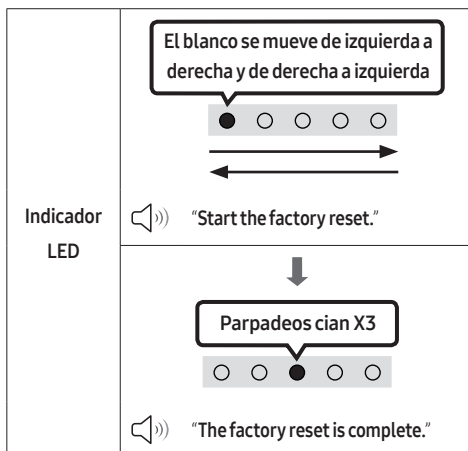 El blanco se mueve de izquierda a
derecha y de derecha a izquierda
Indicador
LED
“Start the factory reset.”
Parpadeos cian X3
“The factory reset is complete.”